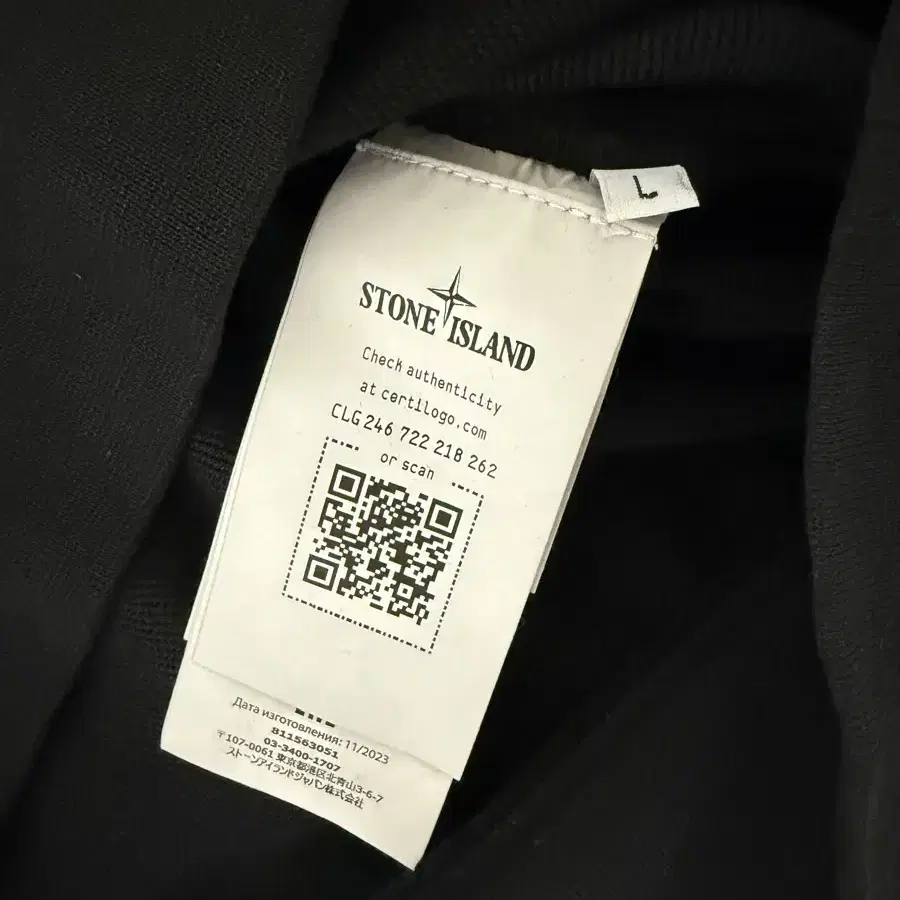 L
STONE ISLAND
Check authenticity
at certilogo.com
CLG 246 722 218 262
or scan
Дата изготовления: 11/2023
811563051
03-3400-1707
〒107-0061 東京都港区北青山3-6-7
ストーンアイランドジャパン株式会社